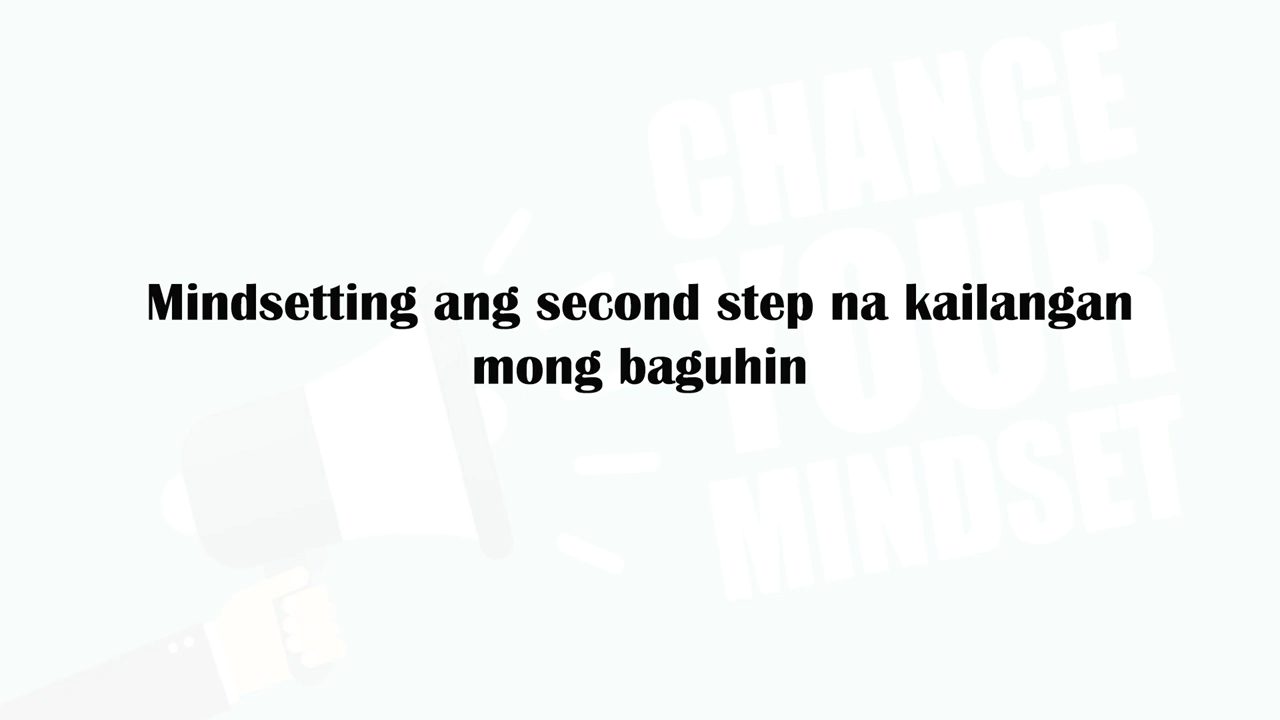 CHANGE
YOUR
MINDSET
Mindsetting ang second step na kailangan
mong baguhin